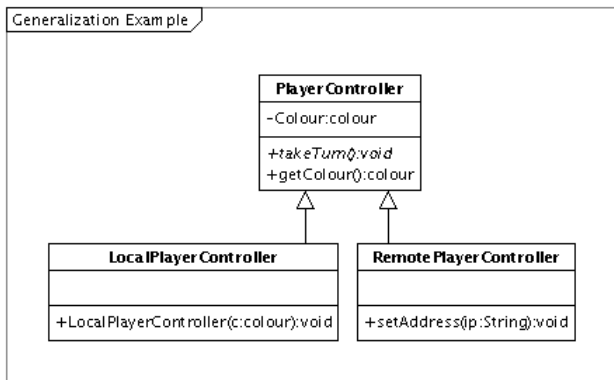 Generalization Example
PlayerController
-Colour:colour
+takeTurn():void
+getColour():colour
LocalPlayerController
RemotePlayerController
+LocalPlayerController(c:colour):void
+setAddress(ip:String):void